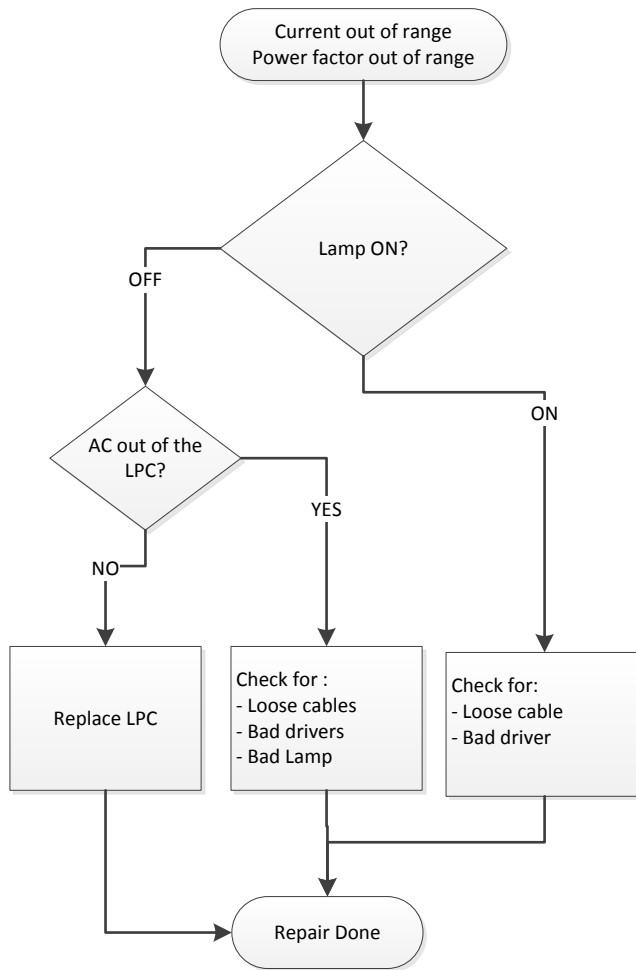 Current out of range
Power factor out of range
Lamp ON?
OFF
ON
AC out of the
LPC?
YES
NO
Replace LPC
Check for :
- Loose cables
- Bad drivers
- Bad Lamp
Check for:
- Loose cable
- Bad driver
Repair Done